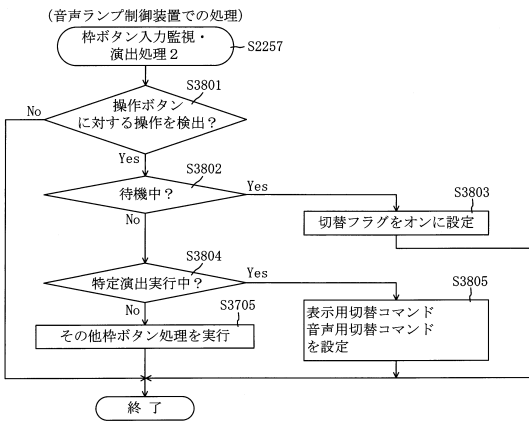 (音声ランプ制御装置での処理)
枠ボタン入力監視・
演出処理２
S2257
S3801
No
操作ボタン
に対する操作を検出？
Yes
S3802
待機中？
Yes
S3803
No
切替フラグをオンに設定
S3804
特定演出実行中？
Yes
S3805
No
S3705
表示用切替コマンド
音声用切替コマンド
を設定
その他枠ボタン処理を実行
終 了